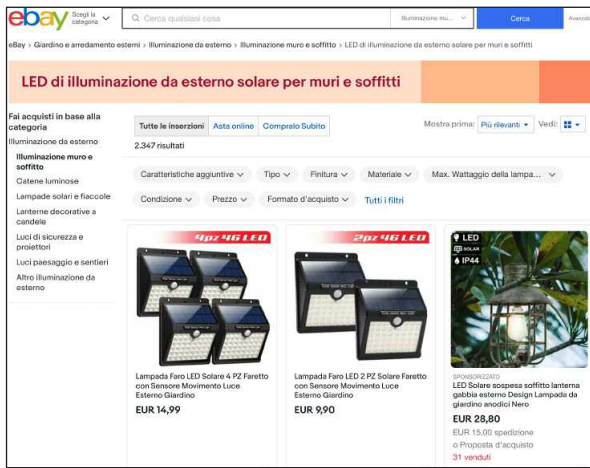 ebay
Scegli la
categoria
Cerca qualsiasi cosa
Illuminazione mu...
Cerca
Avanzata
eBay > Giardino e arredamento esterni > Illuminazione da esterno > Illuminazione muro e soffitto > LED di illuminazione da esterno solare per muri e soffitti
LED di illuminazione da esterno solare per muri e soffitti
Fai acquisti in base alla
categoria
Illuminazione da esterno
Illuminazione muro e
soffitto
Catene luminose
Lampade solari e fiaccole
Lanterne decorative a
candele
Luci di sicurezza e
proiettori
Luci paesaggio e sentieri
Altro illuminazione da
esterno
Tutte le inserzioni Asta online Compralo Subito
Mostra prima: Più rilevanti Vedi:
2.347 risultati
Caratteristiche aggiuntive Tipo Finitura Materiale Max. Wattaggio della lampa...
Condizione Prezzo Formato d'acquisto Tutti i filtri
4pz 46 LED
Lampada Faro LED Solare 4 PZ Faretto
con Sensore Movimento Luce
Esterno Giardino
EUR 14,99
2pz 46 LED
Lampada Faro LED 2 PZ Solare Faretto
con Sensore Movimento Luce
Esterno Giardino
EUR 9,90
LED
SOLAR
IP44
SPONSORIZZATO
LED Solare sospesa soffitto lanterna
gabbia esterno Design Lampada da
giardino anodici Nero
EUR 28,80
EUR 15,00 spedizione
o Proposta d'acquisto
31 venduti